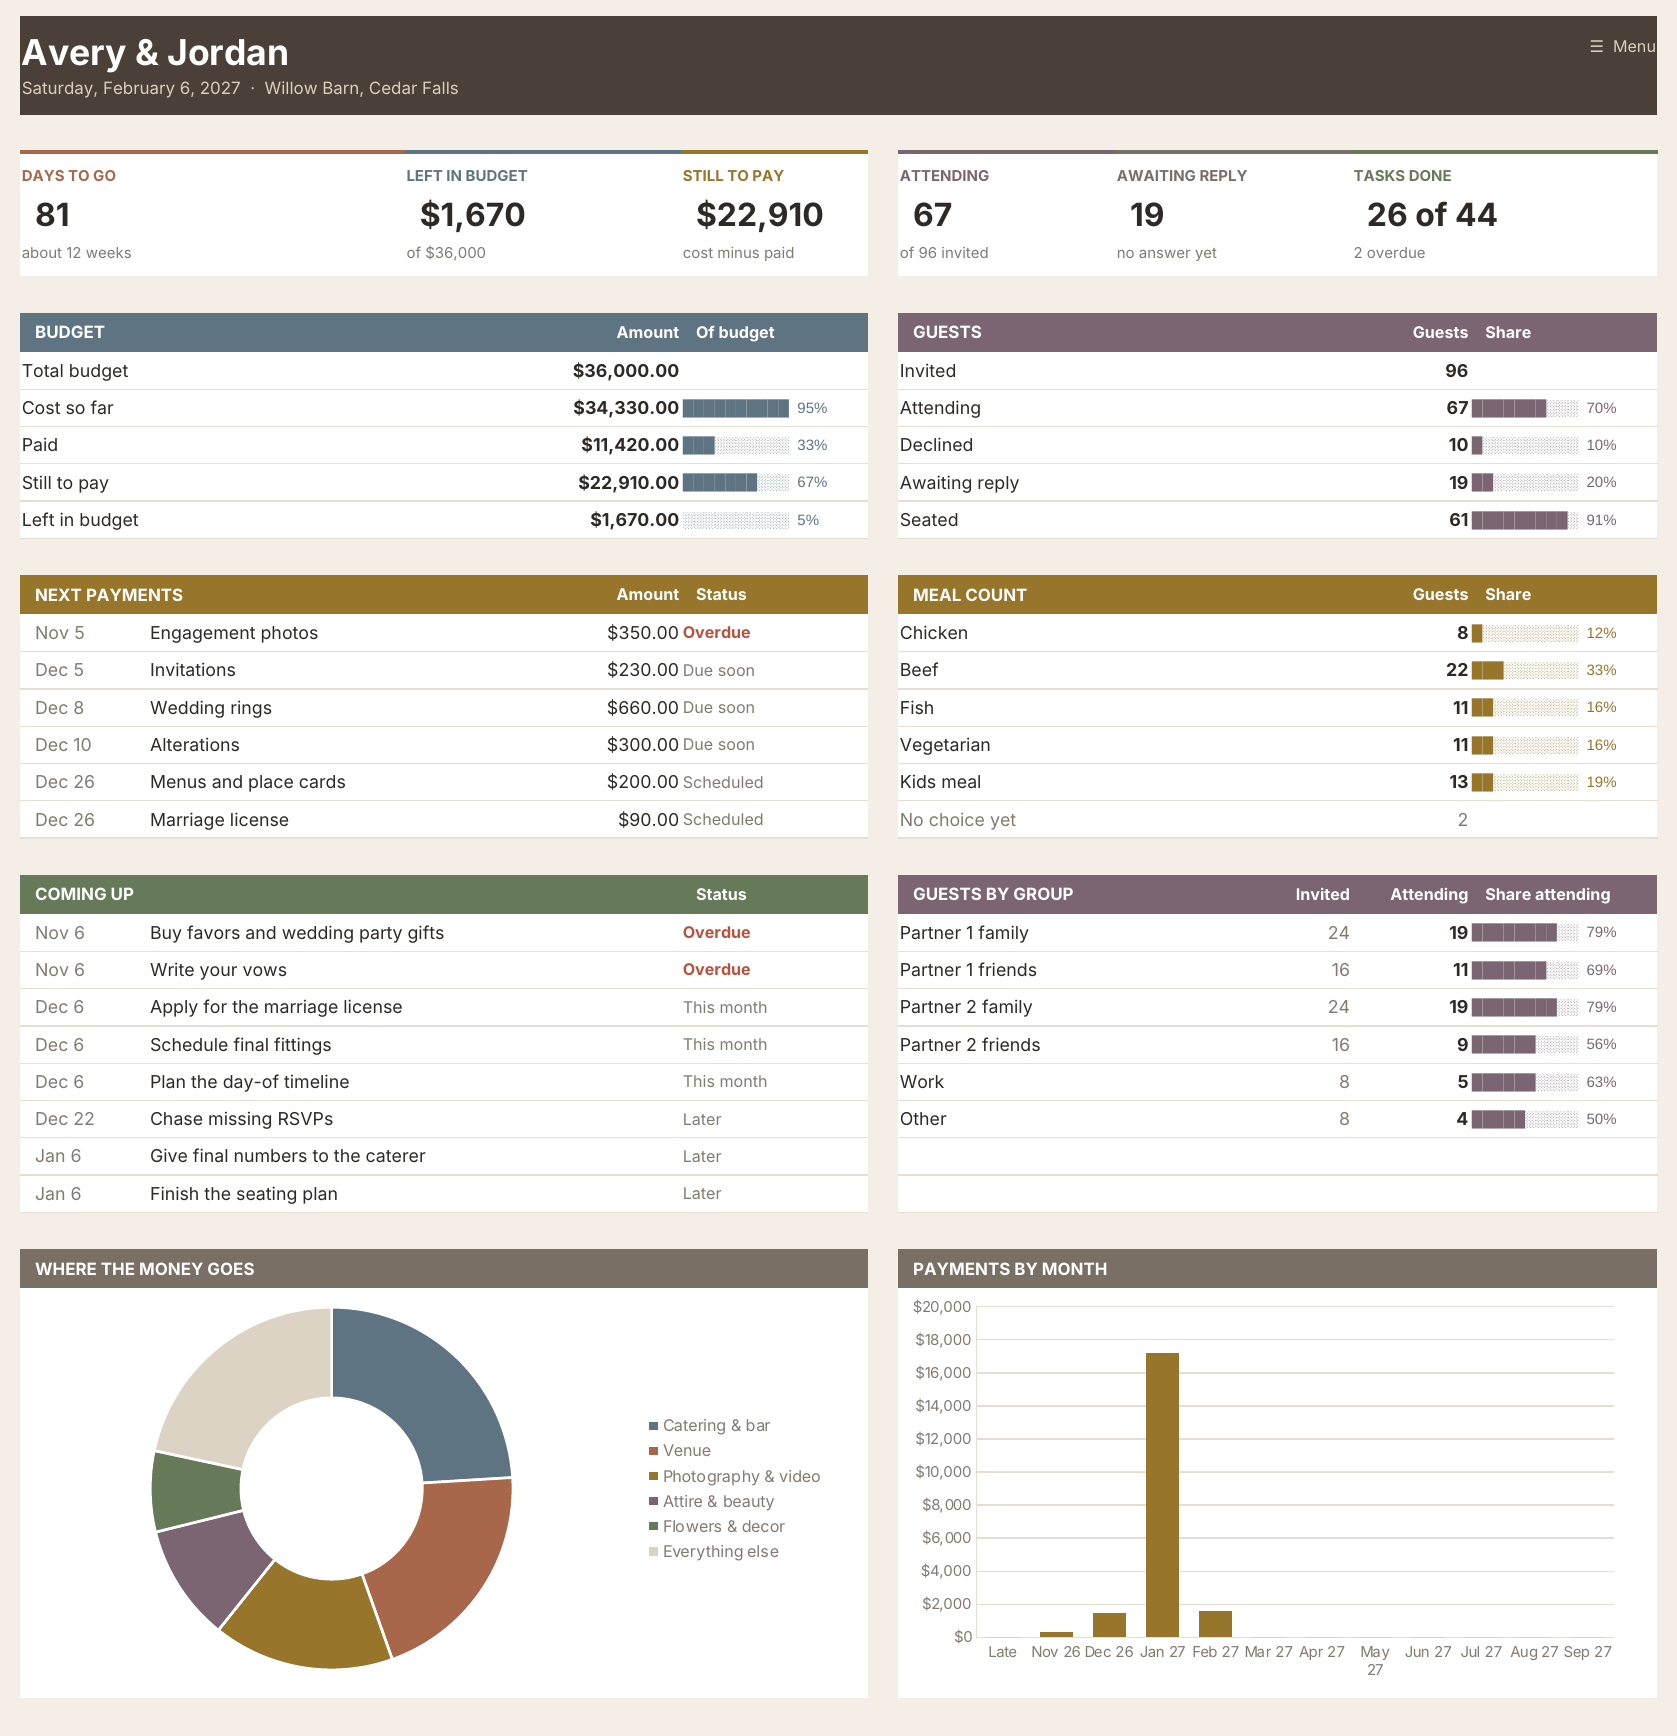 Avery & Jordan
☰ Menu
Saturday, February 6, 2027 · Willow Barn, Cedar Falls
DAYS TO GO LEFT IN BUDGET STILL TO PAY
81 $1,670 $22,910
about 12 weeks of $36,000 cost minus paid
ATTENDING AWAITING REPLY TASKS DONE
67 19 26 of 44
of 96 invited no answer yet 2 overdue
BUDGET Amount Of budget
Total budget $36,000.00
Cost so far $34,330.00 95%
Paid $11,420.00 33%
Still to pay $22,910.00 67%
Left in budget $1,670.00 5%
GUESTS Guests Share
Invited 96
Attending 67 70%
Declined 10 10%
Awaiting reply 19 20%
Seated 61 91%
NEXT PAYMENTS Amount Status
Nov 5 Engagement photos $350.00 Overdue
Dec 5 Invitations $230.00 Due soon
Dec 8 Wedding rings $660.00 Due soon
Dec 10 Alterations $300.00 Due soon
Dec 26 Menus and place cards $200.00 Scheduled
Dec 26 Marriage license $90.00 Scheduled
MEAL COUNT Guests Share
Chicken 8 12%
Beef 22 33%
Fish 11 16%
Vegetarian 11 16%
Kids meal 13 19%
No choice yet 2
COMING UP Status
Nov 6 Buy favors and wedding party gifts Overdue
Nov 6 Write your vows Overdue
Dec 6 Apply for the marriage license This month
Dec 6 Schedule final fittings This month
Dec 6 Plan the day-of timeline This month
Dec 22 Chase missing RSVPs Later
Jan 6 Give final numbers to the caterer Later
Jan 6 Finish the seating plan Later
GUESTS BY GROUP Invited Attending Share attending
Partner 1 family 24 19 79%
Partner 1 friends 16 11 69%
Partner 2 family 24 19 79%
Partner 2 friends 16 9 56%
Work 8 5 63%
Other 8 4 50%
WHERE THE MONEY GOES
Catering & bar
Venue
Photography & video
Attire & beauty
Flowers & decor
Everything else
PAYMENTS BY MONTH
$20,000
$18,000
$16,000
$14,000
$12,000
$10,000
$8,000
$6,000
$4,000
$2,000
$0
Late Nov 26 Dec 26 Jan 27 Feb 27 Mar 27 Apr 27 May 27 Jun 27 Jul 27 Aug 27 Sep 27